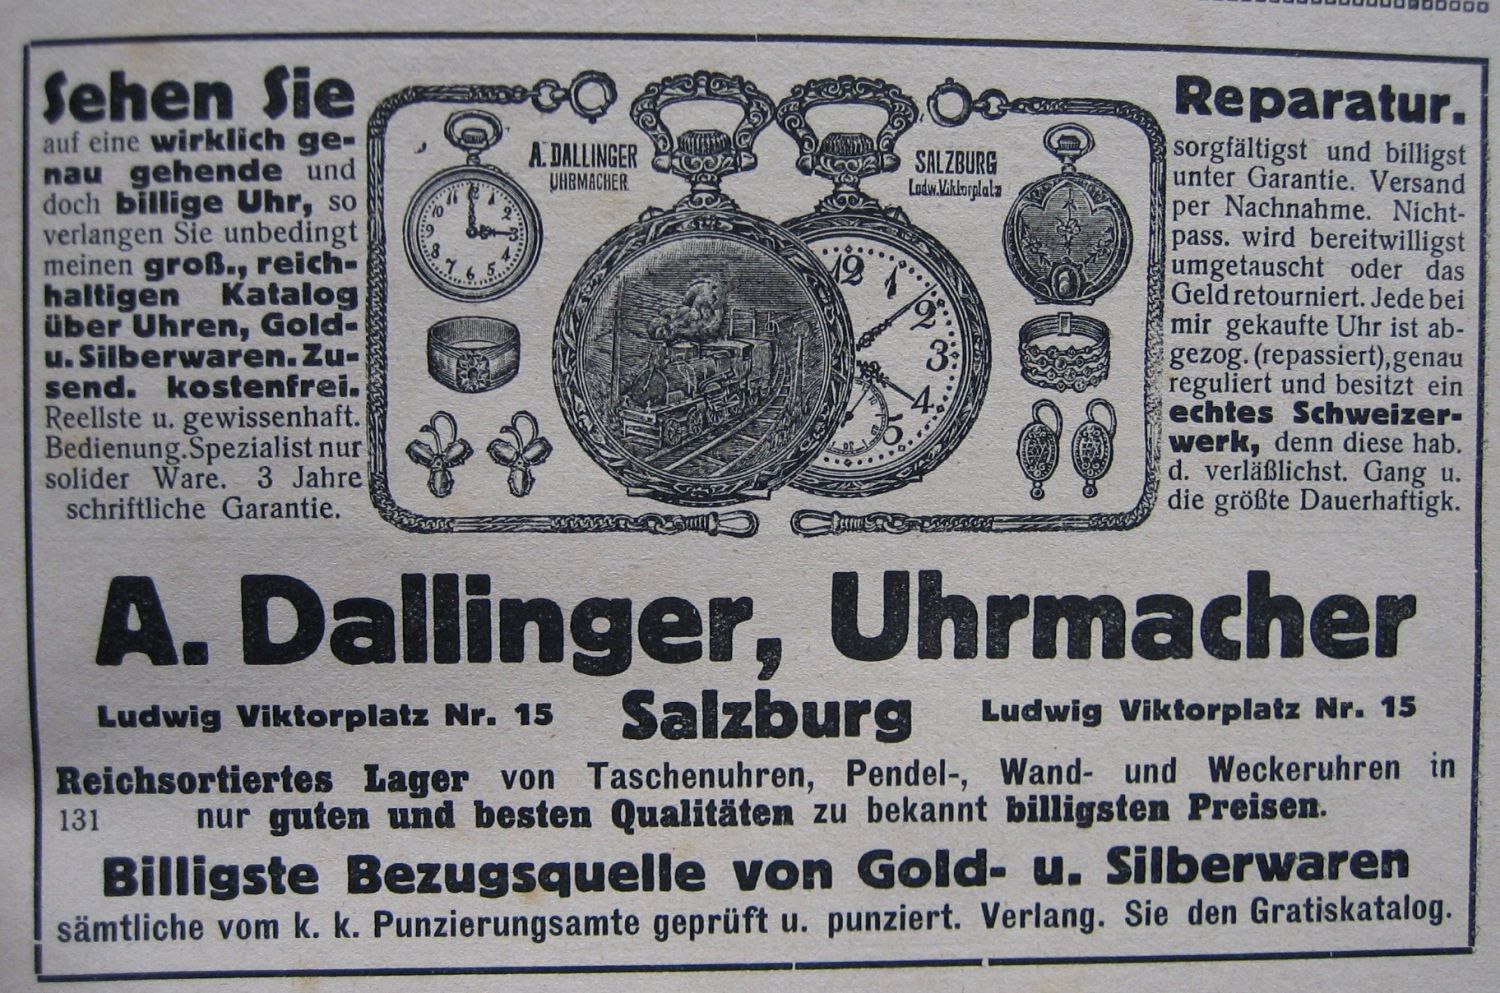 Sehen Sie
auf eine wirklich ge-
nau gehende und
doch billige Uhr, so
verlangen Sie unbedingt
meinen groß., reich-
haltigen Katalog
über Uhren, Gold-
u. Silberwaren. Zu-
send. kostenfrei.
Reellste u. gewissenhaft.
Bedienung. Spezialist nur
solider Ware. 3 Jahre
schriftliche Garantie.
A. DALLINGER
UHRMACHER
SALZBURG
Ludw. Viktorplatz
Reparatur.
sorgfältigst und billigst
unter Garantie. Versand
per Nachnahme. Nicht-
pass. wird bereitwilligst
umgetauscht oder das
Geld retourniert. Jede bei
mir gekaufte Uhr ist ab-
gezog. (repassiert), genau
reguliert und besitzt ein
echtes Schweizer-
werk, denn diese hab.
d. verläßlichst. Gang u.
die größte Dauerhaftigk.
A. Dallinger, Uhrmacher
Ludwig Viktorplatz Nr. 15 Salzburg Ludwig Viktorplatz Nr. 15
Reichsortiertes Lager von Taschenuhren, Pendel-, Wand- und Weckeruhren in
131 nur guten und besten Qualitäten zu bekannt billigsten Preisen.
Billigste Bezugsquelle von Gold- u. Silberwaren
sämtliche vom k. k. Punzierungsamte geprüft u. punziert. Verlang. Sie den Gratiskatalog.